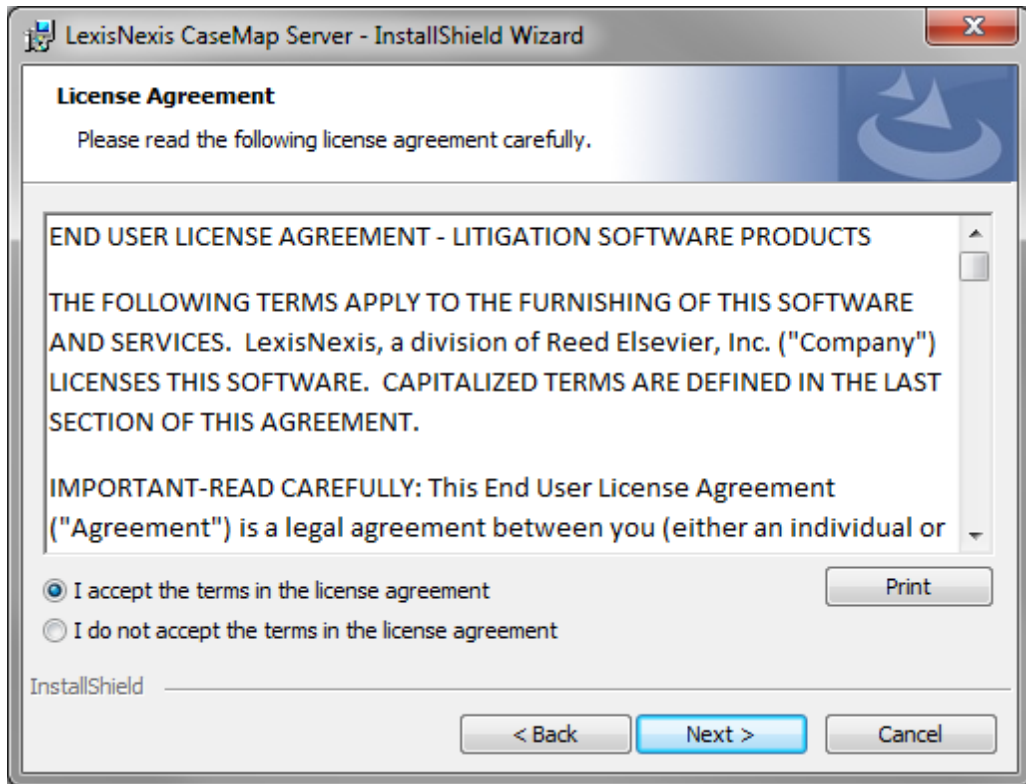 LexisNexis CaseMap Server - InstallShield Wizard
License Agreement
Please read the following license agreement carefully.
END USER LICENSE AGREEMENT - LITIGATION SOFTWARE PRODUCTS
THE FOLLOWING TERMS APPLY TO THE FURNISHING OF THIS SOFTWARE
AND SERVICES.  LexisNexis, a division of Reed Elsevier, Inc. ("Company")
LICENSES THIS SOFTWARE.  CAPITALIZED TERMS ARE DEFINED IN THE LAST
SECTION OF THIS AGREEMENT.
IMPORTANT-READ CAREFULLY: This End User License Agreement
("Agreement") is a legal agreement between you (either an individual or
I accept the terms in the license agreement
Print
I do not accept the terms in the license agreement
InstallShield
< Back
Next >
Cancel